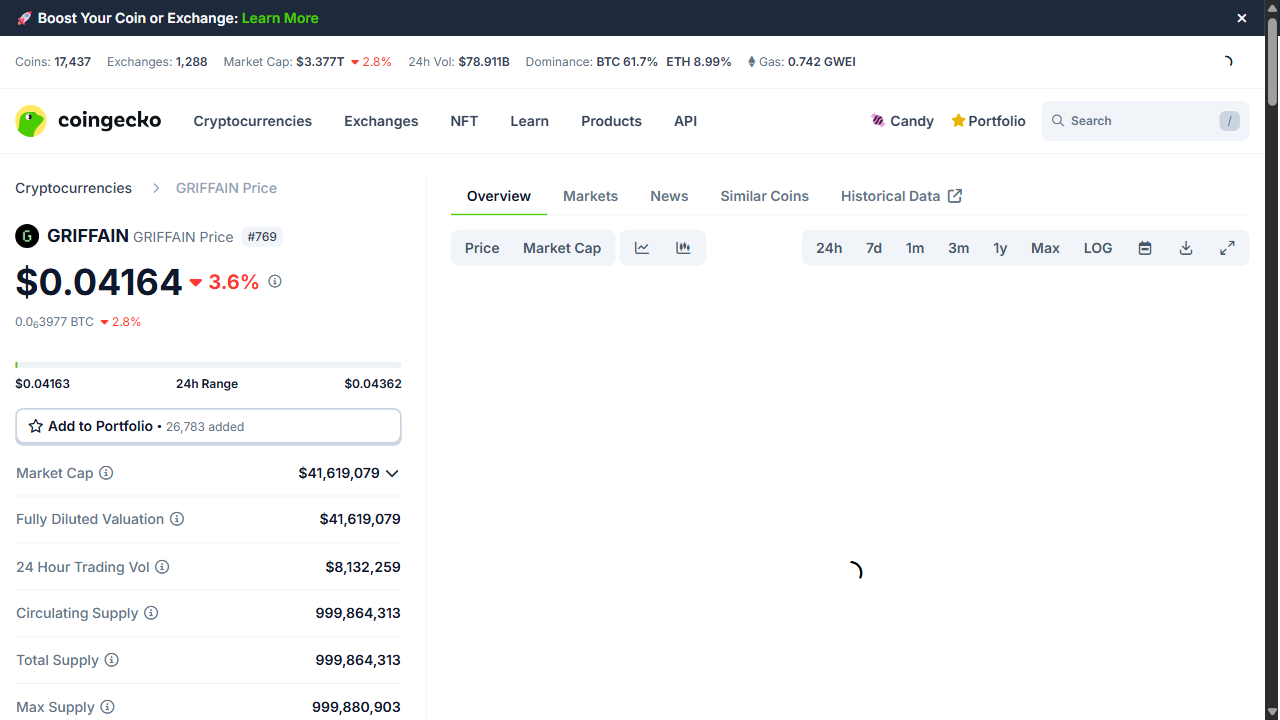 🚀 Boost Your Coin or Exchange: Learn More
Coins: 17,437 Exchanges: 1,288 Market Cap: $3.377T 2.8% 24h Vol: $78.911B Dominance: BTC 61.7% ETH 8.99% Gas: 0.742 GWEI
coingecko Cryptocurrencies Exchanges NFT Learn Products API Candy Portfolio Search /
Cryptocurrencies > GRIFFAIN Price
GRIFFAIN GRIFFAIN Price #769
$0.04164 3.6%
0.0₆3977 BTC 2.8%
$0.04163 24h Range $0.04362
Add to Portfolio • 26,783 added
Market Cap $41,619,079
Fully Diluted Valuation $41,619,079
24 Hour Trading Vol $8,132,259
Circulating Supply 999,864,313
Total Supply 999,864,313
Max Supply 999,880,903
Overview Markets News Similar Coins Historical Data
Price Market Cap 24h 7d 1m 3m 1y Max LOG